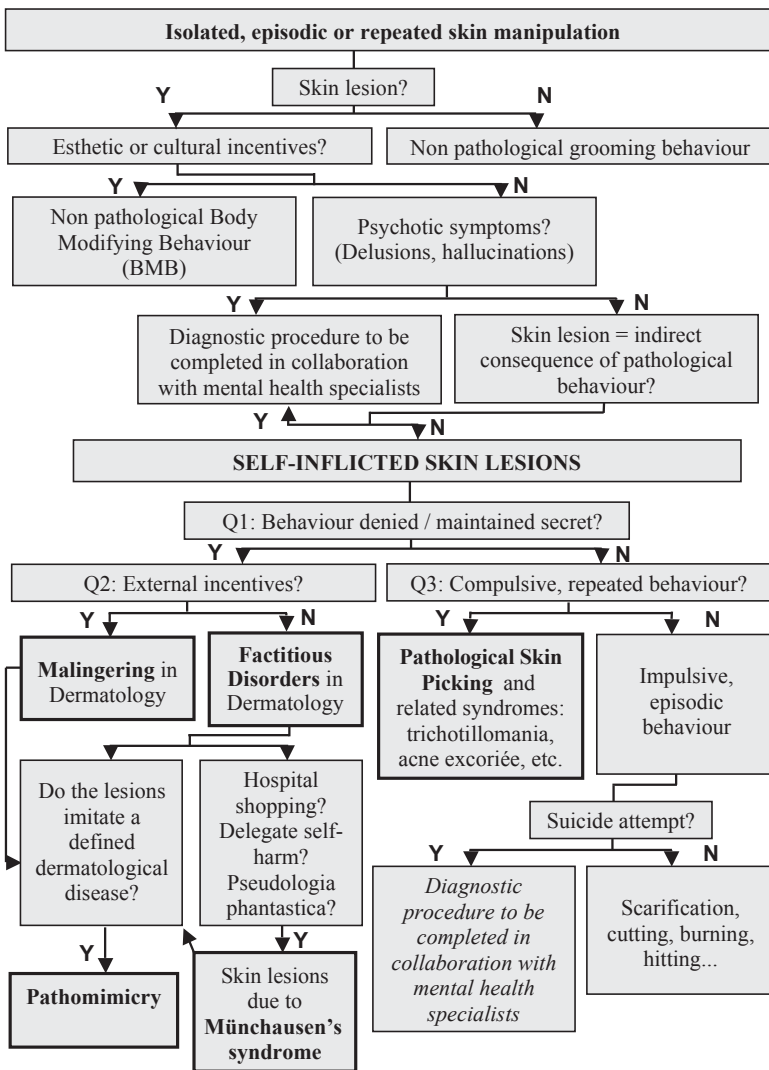 Isolated, episodic or repeated skin manipulation
Skin lesion?
Y
N
Esthetic or cultural incentives?
Non pathological grooming behaviour
Y
N
Non pathological Body
Modifying Behaviour
(BMB)
Psychotic symptoms?
(Delusions, hallucinations)
Y
N
Diagnostic procedure to be
completed in collaboration
with mental health specialists
Skin lesion = indirect
consequence of pathological
behaviour?
Y
N
SELF-INFLICTED SKIN LESIONS
Q1: Behaviour denied / maintained secret?
Y
N
Q2: External incentives?
Q3: Compulsive, repeated behaviour?
Y
N
Y
N
Malingering in
Dermatology
Factitious
Disorders in
Dermatology
Pathological Skin
Picking and
related syndromes:
trichotillomania,
acne excoriée, etc.
Impulsive,
episodic
behaviour
Do the lesions
imitate a
defined
dermatological
disease?
Hospital
shopping?
Delegate self-
harm?
Pseudologia
phantastica?
Suicide attempt?
Y
N
Diagnostic
procedure to be
completed in
collaboration with
mental health
specialists
Scarification,
cutting, burning,
hitting...
Y
Y
Pathomimicry
Skin lesions
due to
Münchausen's
syndrome